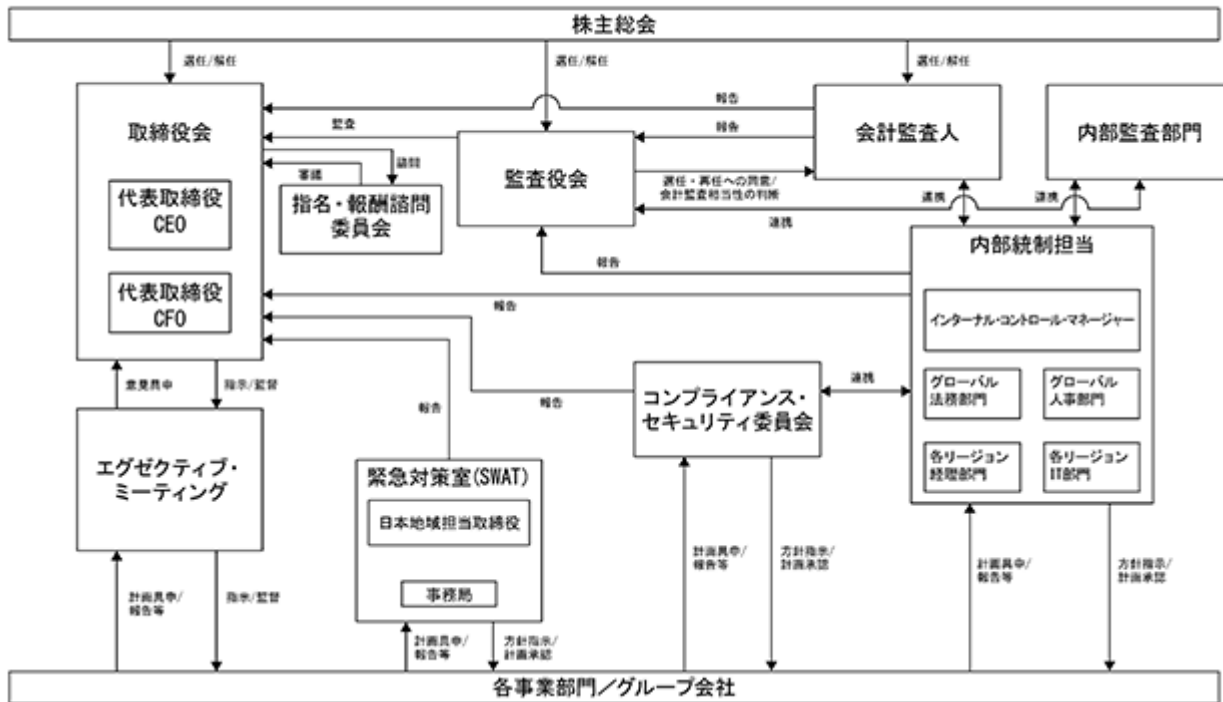 株主総会
選任/解任
選任/解任
選任/解任
取締役会
代表取締役
CEO
代表取締役
CFO
監査
報告
報告
諮問
審議
指名・報酬諮問
委員会
監査役会
選任・再任への同意/
会計監査相当性の判断
連携
会計監査人
内部監査部門
連携
連携
内部統制担当
インターナル・コントロール・マネージャー
グローバル
法務部門
グローバル
人事部門
各リージョン
経理部門
各リージョン
IT部門
報告
報告
報告
報告
連携
コンプライアンス・
セキュリティ委員会
意見具申
指示/監督
エグゼクティブ・
ミーティング
緊急対策室(SWAT)
日本地域担当取締役
事務局
計画具申/
報告等
指示/監督
計画具申/
報告等
方針指示/
計画承認
計画具申/
報告等
方針指示/
計画承認
計画具申/
報告等
方針指示/
計画承認
各事業部門／グループ会社